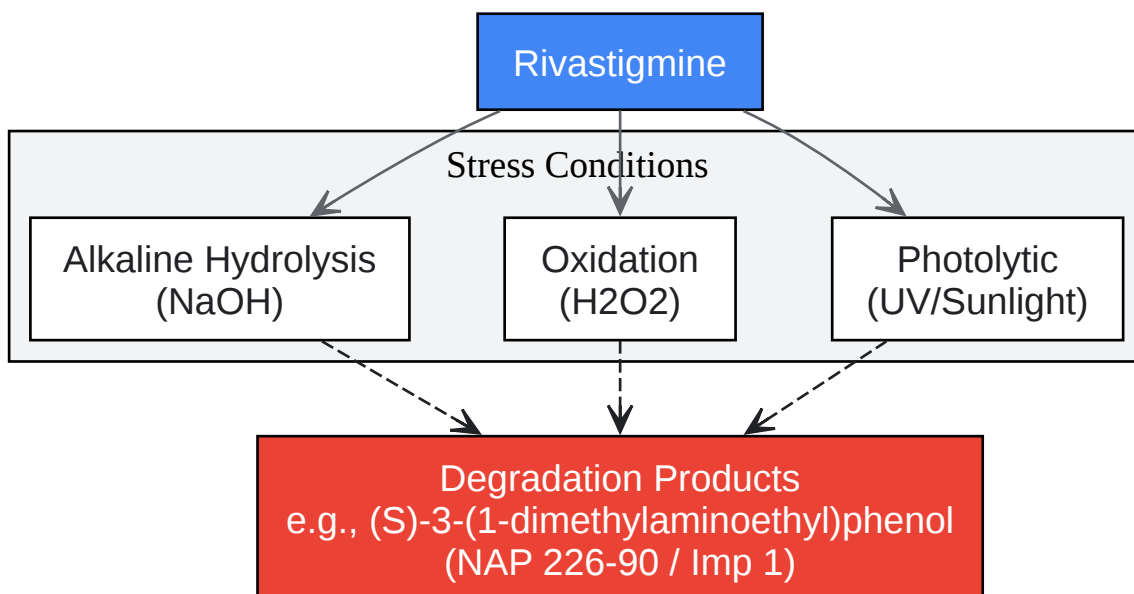 Rivastigmine
Stress Conditions
Alkaline Hydrolysis
(NaOH)
Oxidation
(H2O2)
Photolytic
(UV/Sunlight)
Degradation Products
e.g., (S)-3-(1-dimethylaminoethyl)phenol
(NAP 226-90 / Imp 1)